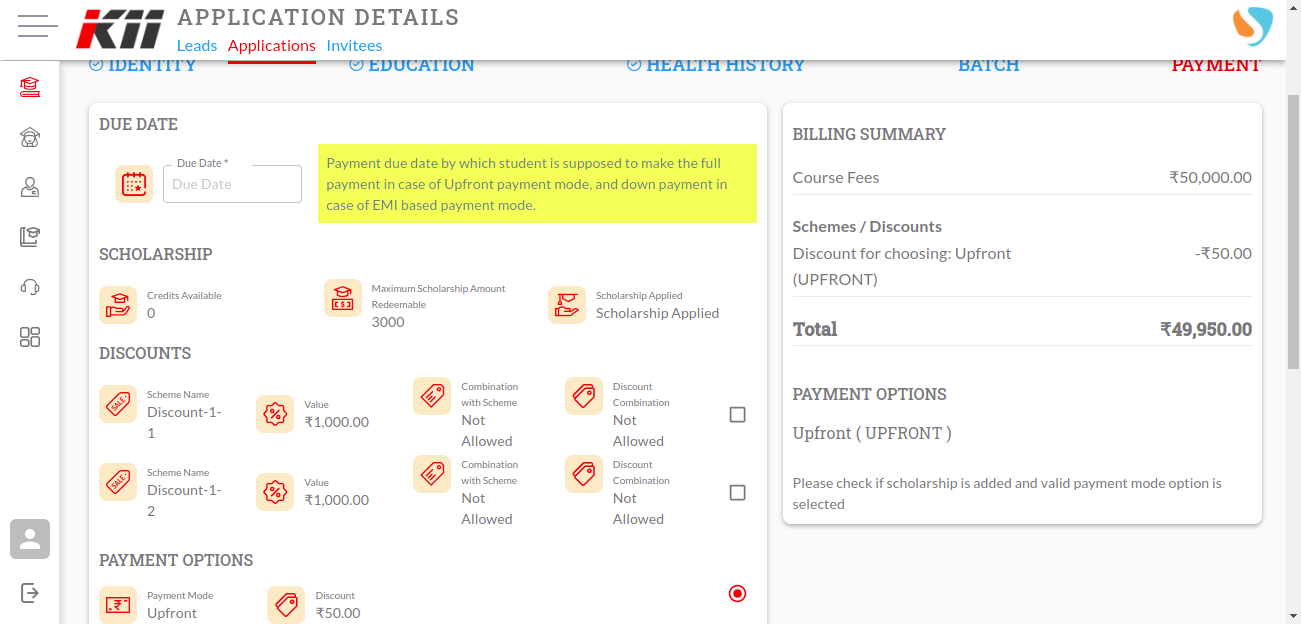 KII
APPLICATION DETAILS
Leads Applications Invitees
IDENTITY EDUCATION HEALTH HISTORY BATCH PAYMENT
DUE DATE
Due Date *
Due Date
Payment due date by which student is supposed to make the full
payment in case of Upfront payment mode, and down payment in
case of EMI based payment mode.
SCHOLARSHIP
Credits Available
0
Maximum Scholarship Amount
Redeemable
3000
Scholarship Applied
Scholarship Applied
DISCOUNTS
SALE
Scheme Name
Discount-1-
1
Value
₹1,000.00
Combination
with Scheme
Not
Allowed
Discount
Combination
Not
Allowed
SALE
Scheme Name
Discount-1-
2
Value
₹1,000.00
Combination
with Scheme
Not
Allowed
Discount
Combination
Not
Allowed
PAYMENT OPTIONS
Payment Mode
Upfront
Discount
₹50.00
BILLING SUMMARY
Course Fees ₹50,000.00
Schemes / Discounts
Discount for choosing: Upfront -₹50.00
(UPFRONT)
Total ₹49,950.00
PAYMENT OPTIONS
Upfront ( UPFRONT )
Please check if scholarship is added and valid payment mode option is
selected